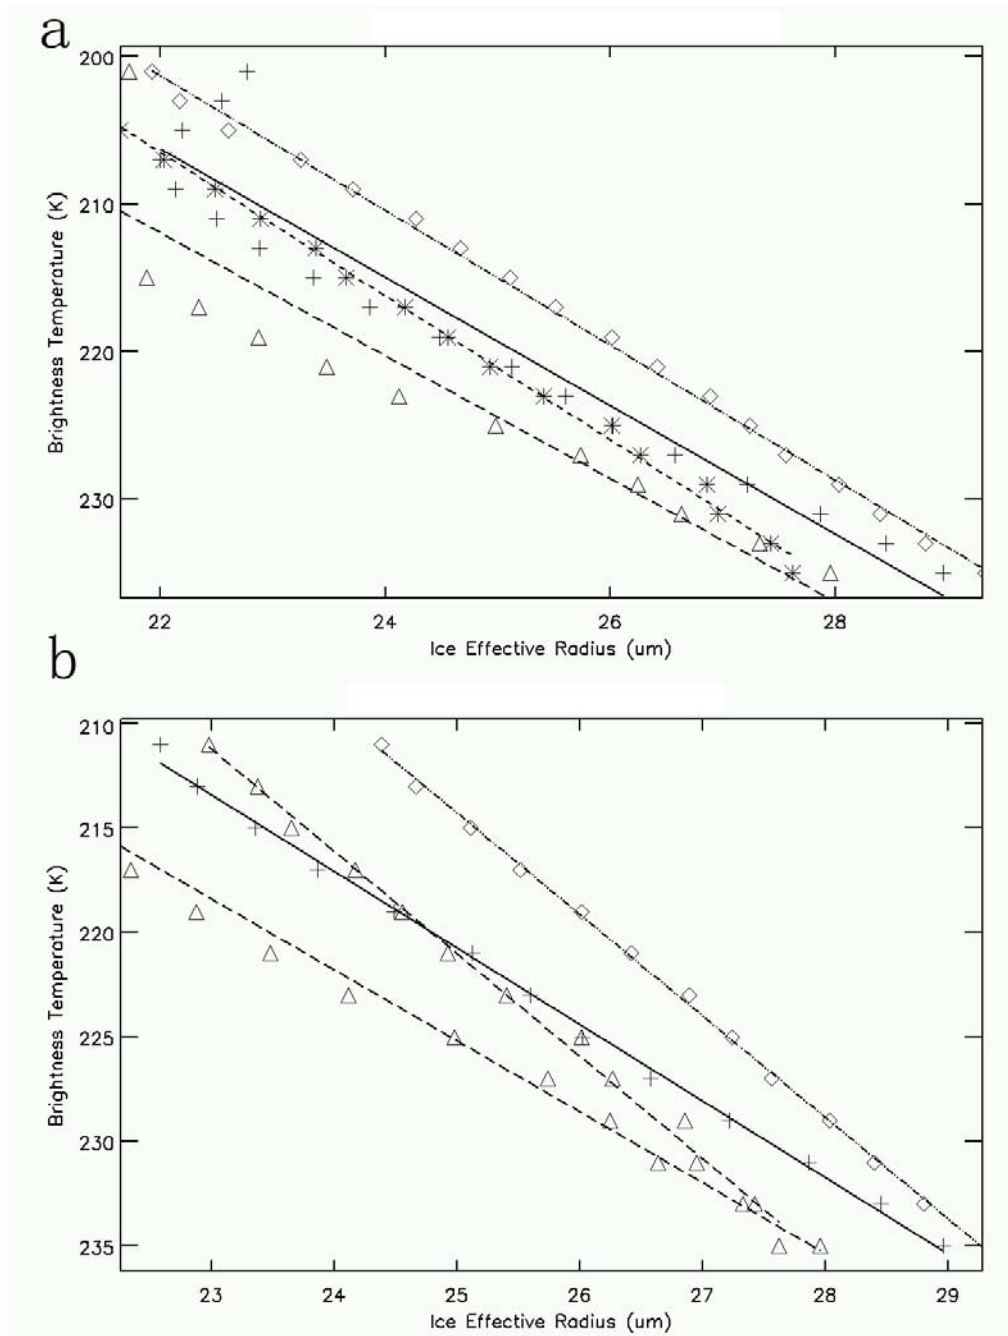 a
200
210
220
230
Brightness Temperature (K)
22 24 26 28
Ice Effective Radius (um)
b
210
215
220
225
230
235
Brightness Temperature (K)
23 24 25 26 27 28 29
Ice Effective Radius (um)